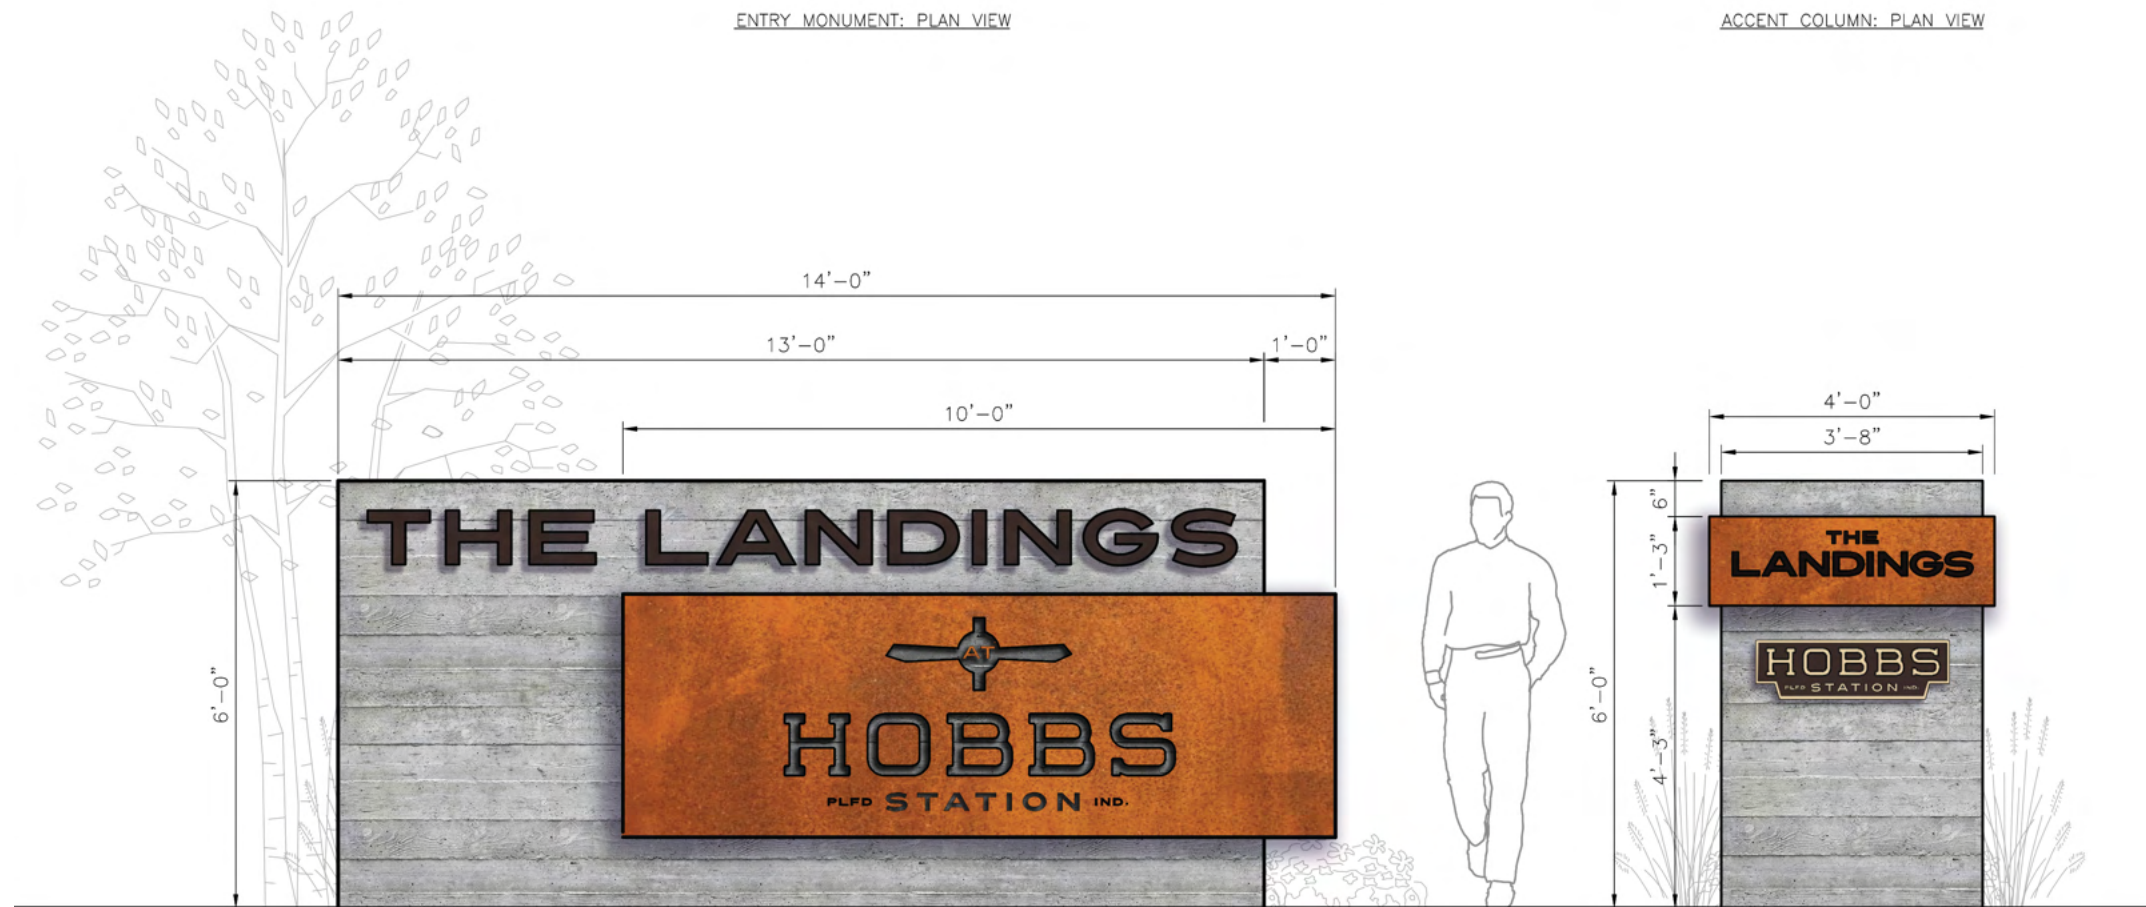 ENTRY MONUMENT: PLAN VIEW
ACCENT COLUMN: PLAN VIEW
14'-0"
13'-0"
1'-0"
10'-0"
6'-0"
THE LANDINGS
AT
HOBBS
PLFD STATION IND.
4'-0"
3'-8"
6"
1'-3"
4'-3"
6'-0"
THE
LANDINGS
HOBBS
PLFD STATION IND.